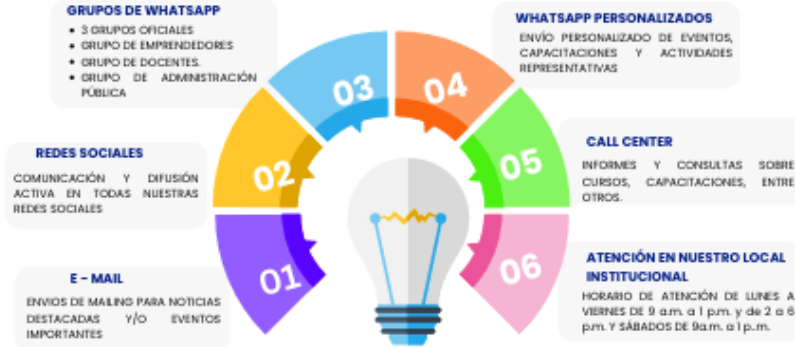 GRUPOS DE WHATSAPP
• 3 GRUPOS OFICIALES
• GRUPO DE EMPRENDEDORES
• GRUPO DE DOCENTES.
• GRUPO DE ADMINISTRACIÓN
PÚBLICA
WHATSAPP PERSONALIZADOS
ENVÍO PERSONALIZADO DE EVENTOS,
CAPACITACIONES Y ACTIVIDADES
REPRESENTATIVAS
03
04
REDES SOCIALES
COMUNICACIÓN Y DIFUSIÓN
ACTIVA EN TODAS NUESTRAS
REDES SOCIALES
02
05
CALL CENTER
INFORMES Y CONSULTAS SOBRE
CURSOS, CAPACITACIONES, ENTRE
OTROS.
E - MAIL
ENVIOS DE MAILING PARA NOTICIAS
DESTACADAS Y/O EVENTOS
IMPORTANTES
01
06
ATENCIÓN EN NUESTRO LOCAL
INSTITUCIONAL
HORARIO DE ATENCIÓN DE LUNES A
VIERNES DE 9 a.m. a 1 p.m. y de 2 a 6
p.m. Y SÁBADOS DE 9a.m. a 1 p.m.